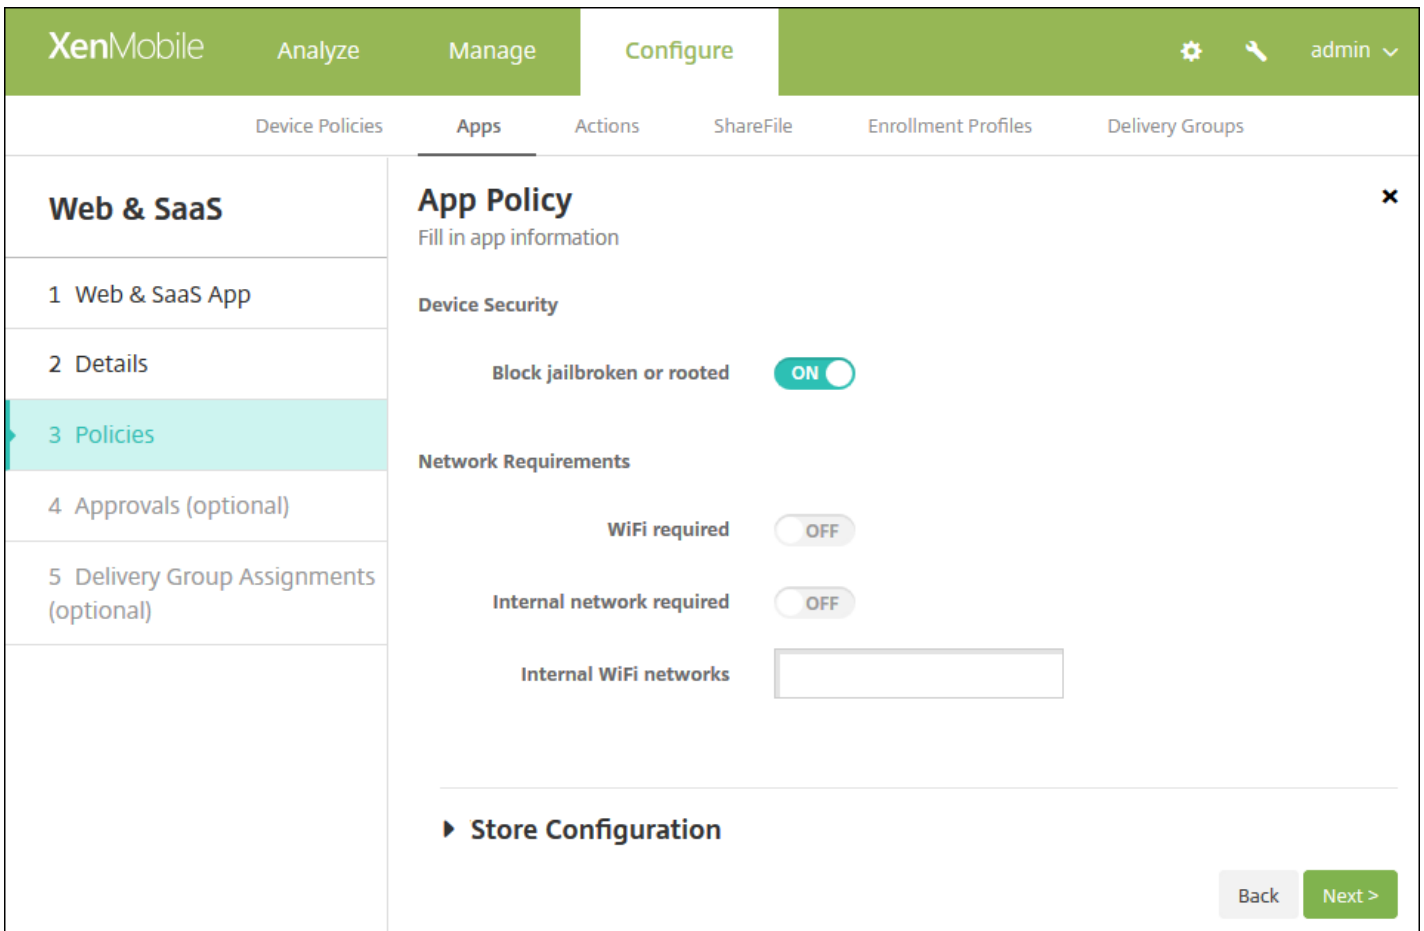 XenMobile Analyze Manage Configure admin
Device Policies Apps Actions ShareFile Enrollment Profiles Delivery Groups
Web & SaaS
1 Web & SaaS App
2 Details
3 Policies
4 Approvals (optional)
5 Delivery Group Assignments
(optional)
App Policy
Fill in app information
Device Security
Block jailbroken or rooted ON
Network Requirements
WiFi required OFF
Internal network required OFF
Internal WiFi networks
Store Configuration
Back Next >